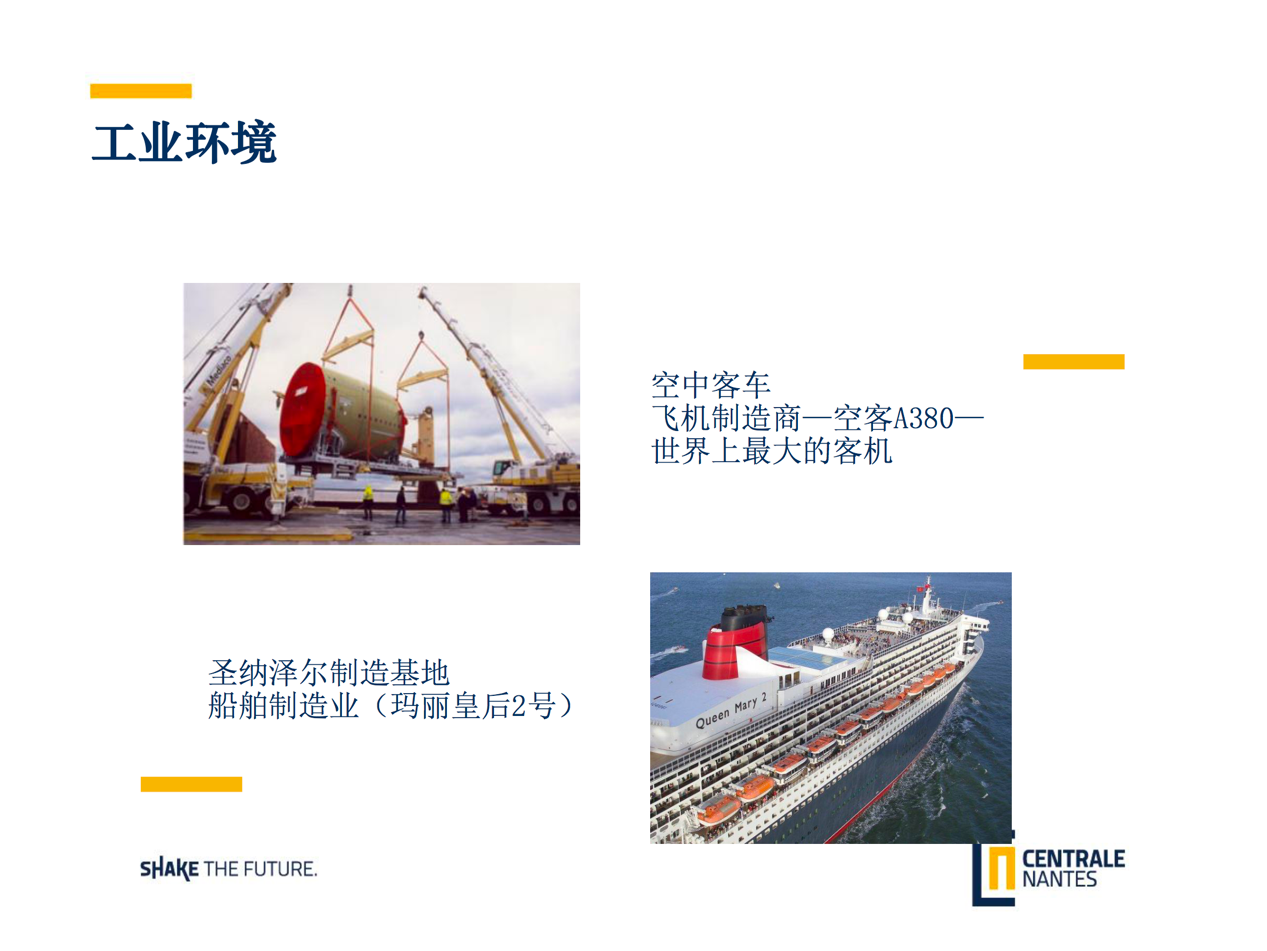 工业环境
Mediaco
空中客车
飞机制造商—空客A380—
世界上最大的客机
圣纳泽尔制造基地
船舶制造业（玛丽皇后2号）
Queen Mary 2
SHAKE THE FUTURE.
CENTRALE
NANTES